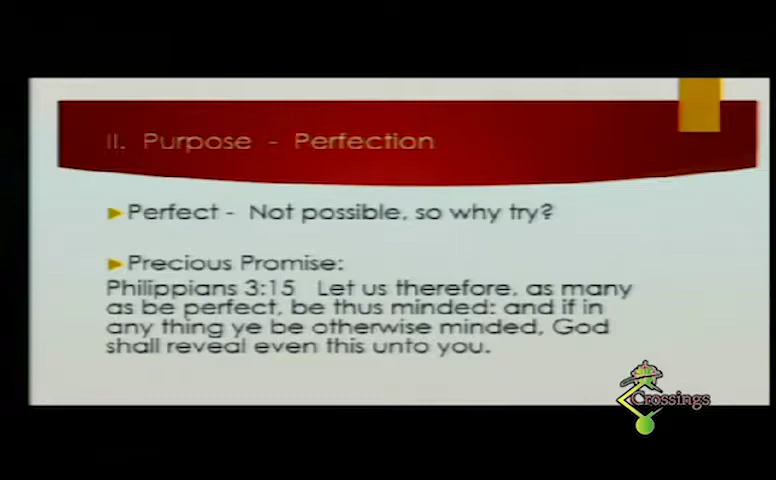 II. Purpose - Perfection
Perfect - Not possible, so why try?
Precious Promise:
Philippians 3:15 Let us therefore, as many
as be perfect, be thus minded: and if in
any thing ye be otherwise minded, God
shall reveal even this unto you.
Crossings